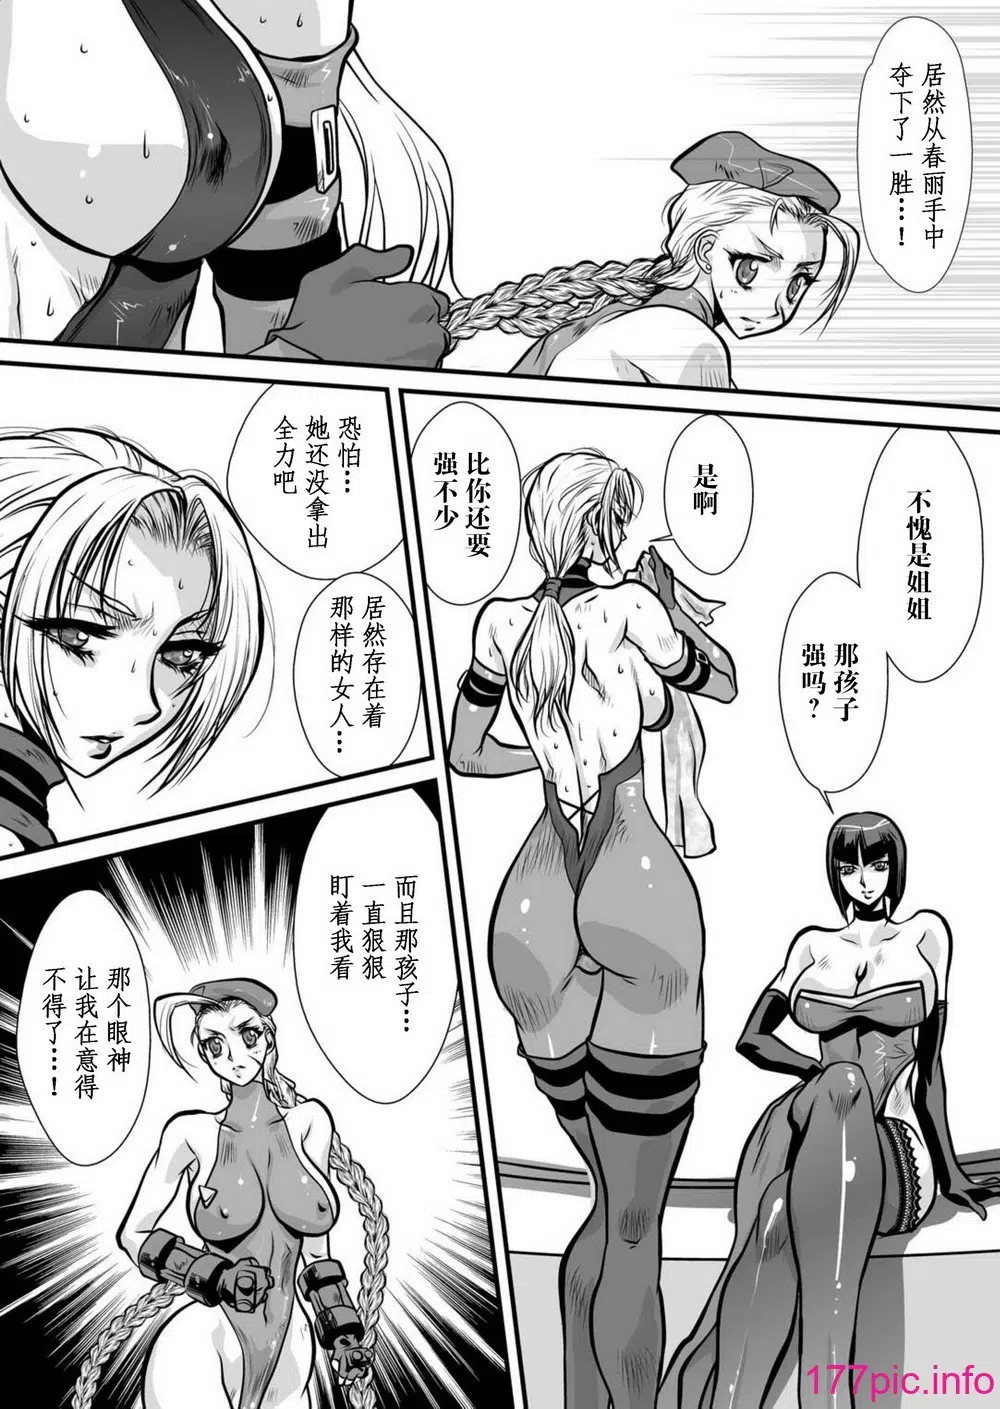 居然从春丽手中
夺下了一胜…！
不愧是姐姐
那孩子
强吗？
是啊
比你还要
强不少
恐怕…
她还没拿出
全力吧
居然存在着
那样的女人…
而且那孩子…
一直狠狠
盯着我看
那个眼神
让我在意得
不得了…！
177pic.info